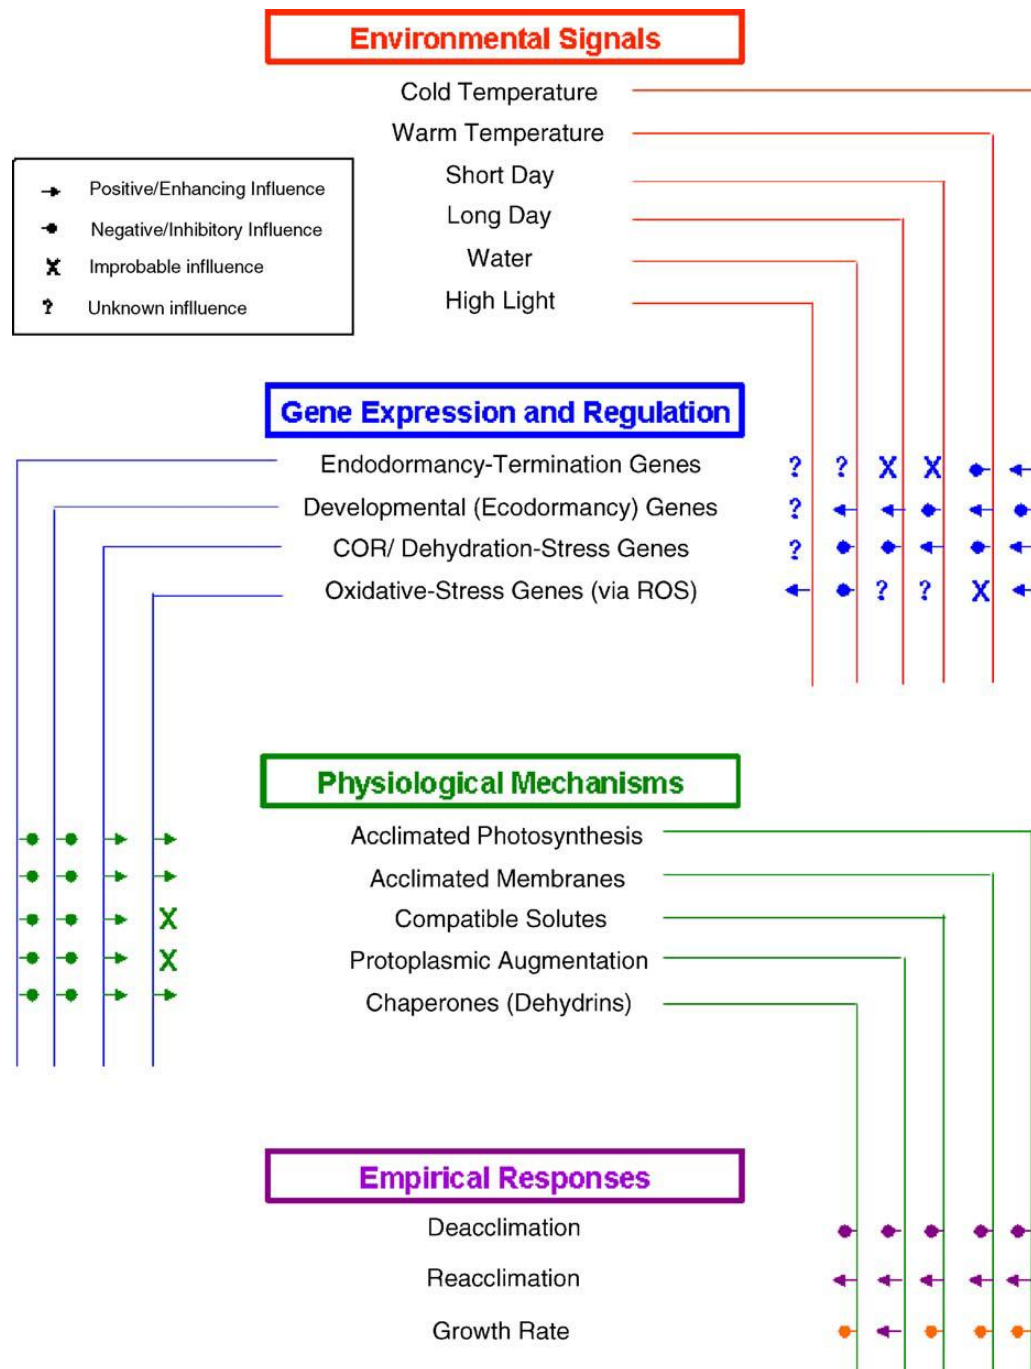 Environmental Signals
Cold Temperature
Warm Temperature
Short Day
Long Day
Water
High Light
Positive/Enhancing Influence
Negative/Inhibitory Influence
X Improbable inflluence
? Unknown inflluence
Gene Expression and Regulation
Endodormancy-Termination Genes ? ? X X
Developmental (Ecodormancy) Genes ?
COR/ Dehydration-Stress Genes ?
Oxidative-Stress Genes (via ROS) ? ? X
Physiological Mechanisms
Acclimated Photosynthesis
Acclimated Membranes
X Compatible Solutes
X Protoplasmic Augmentation
Chaperones (Dehydrins)
Empirical Responses
Deacclimation
Reacclimation
Growth Rate